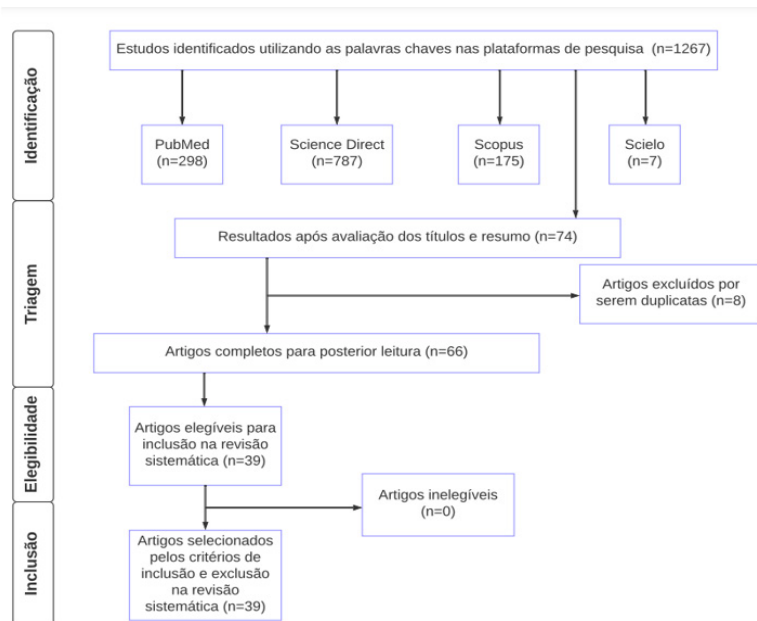 Identificação
Estudos identificados utilizando as palavras chaves nas plataformas de pesquisa (n=1267)
PubMed
(n=298)
Science Direct
(n=787)
Scopus
(n=175)
Scielo
(n=7)
Triagem
Resultados após avaliação dos títulos e resumo (n=74)
Artigos excluídos por
serem duplicatas (n=8)
Artigos completos para posterior leitura (n=66)
Elegibilidade
Artigos elegíveis para
inclusão na revisão
sistemática (n=39)
Artigos inelegíveis
(n=0)
Inclusão
Artigos selecionados
pelos critérios de
inclusão e exclusão
na revisão
sistemática (n=39)